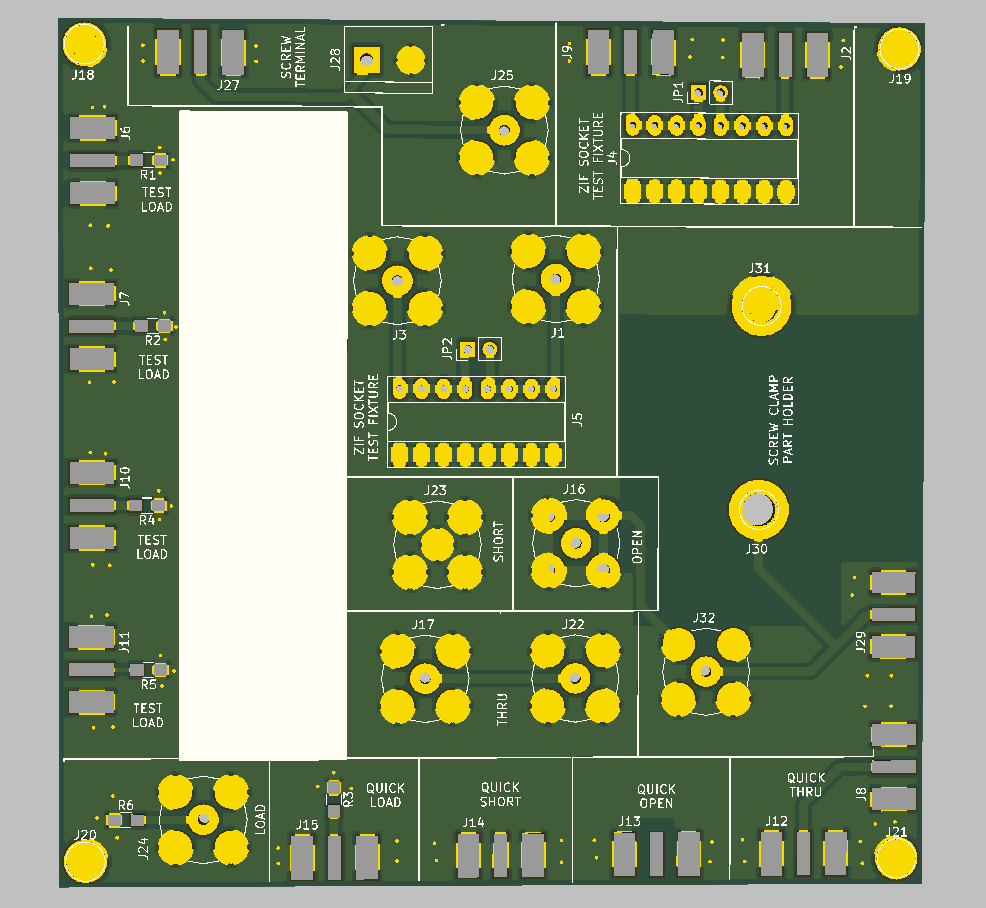 J18
J27
SCREW
TERMINAL
J28
J25
J9
J2
J19
JP1
ZIF SOCKET
TEST FIXTURE
J4
J6
R1
TEST
LOAD
J7
R2
TEST
LOAD
J3
J1
J31
JP2
ZIF SOCKET
TEST FIXTURE
J5
SCREW CLAMP
PART HOLDER
J10
R4
TEST
LOAD
J23
SHORT
J16
OPEN
J30
J11
R5
TEST
LOAD
J17
THRU
J22
J32
J29
R6
J20
J24
LOAD
R3
QUICK
LOAD
J15
QUICK
SHORT
J14
QUICK
OPEN
J13
QUICK
THRU
J12
J8
J21